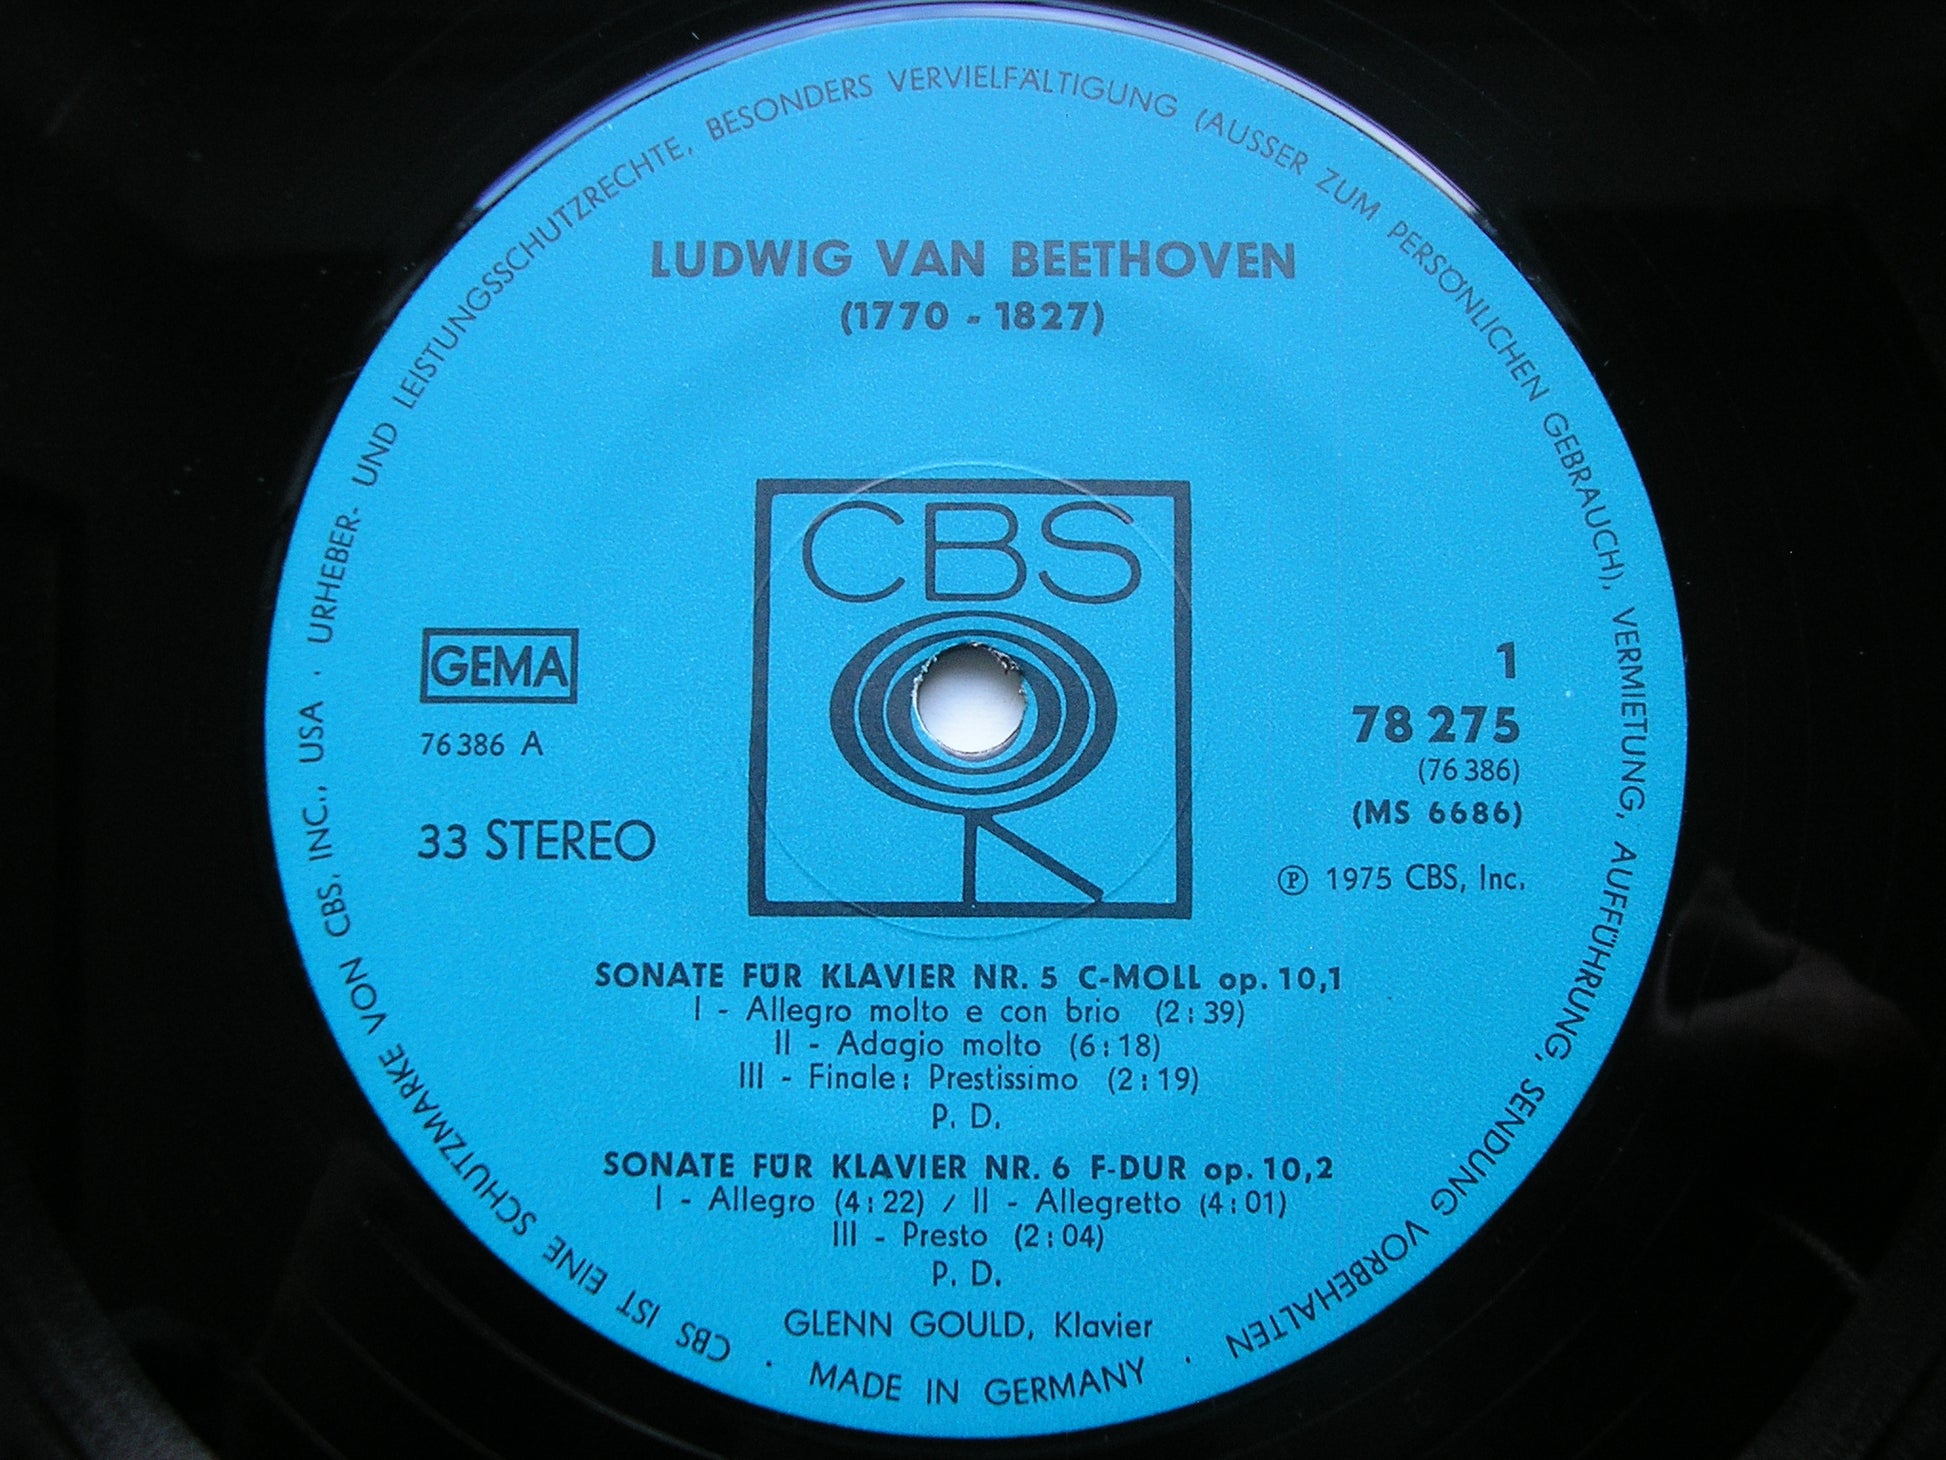 LUDWIG VAN BEETHOVEN
(1770 - 1827)
CBS
GEMA
76 386 A
33 STEREO
1
78 275
(76 386)
(MS 6686)
Ⓟ 1975 CBS, Inc.
SONATE FÜR KLAVIER NR. 5 C-MOLL op. 10,1
I - Allegro molto e con brio (2:39)
II - Adagio molto (6:18)
III - Finale: Prestissimo (2:19)
P. D.
SONATE FÜR KLAVIER NR. 6 F-DUR op. 10,2
I - Allegro (4:22) / II - Allegretto (4:01)
III - Presto (2:04)
P. D.
GLENN GOULD, Klavier
CBS IST EINE SCHUTZMARKE VON CBS, INC., USA · URHEBER- UND LEISTUNGSSCHUTZRECHTE, BESONDERS VERVIELFÄLTIGUNG (AUSSER ZUM PERSÖNLICHEN GEBRAUCH), VERMIETUNG, AUFFÜHRUNG, SENDUNG VORBEHALTEN · MADE IN GERMANY ·